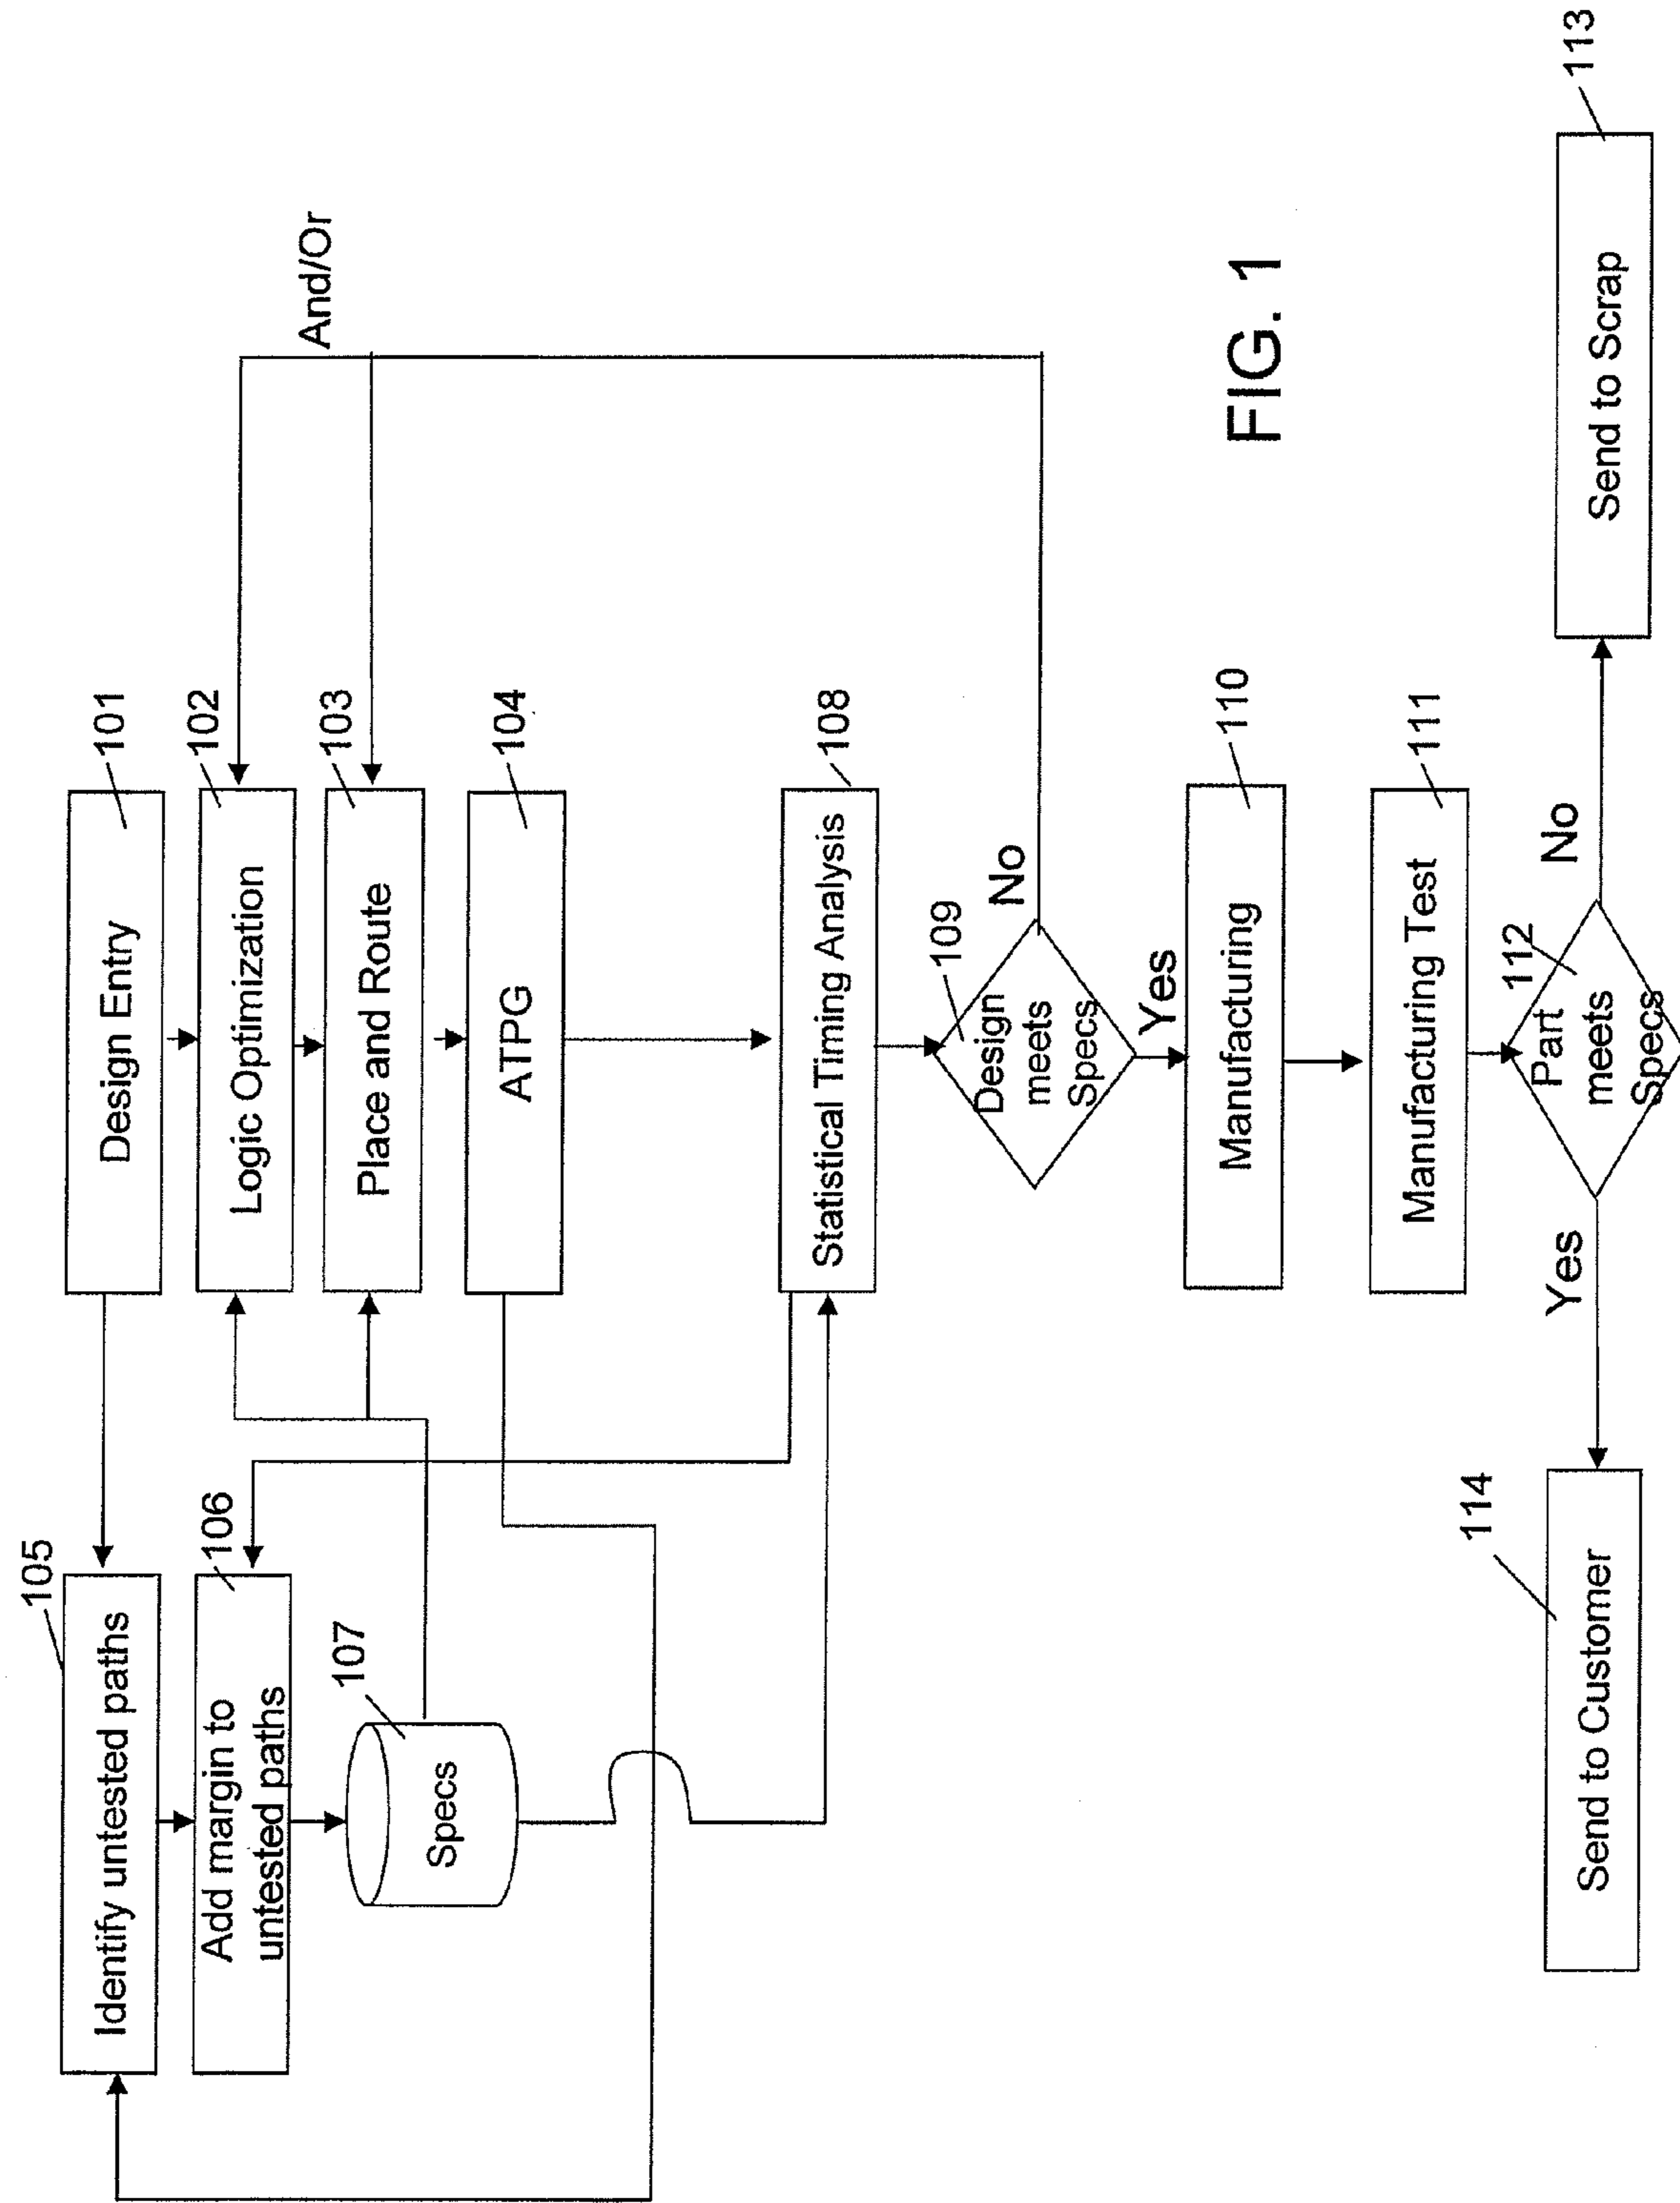 105
Identify untested paths
106
Add margin to
untested paths
107
Specs
101
Design Entry
102
Logic Optimization
103
Place and Route
104
ATPG
108
Statistical Timing Analysis
And/Or
109
Design
meets
Specs
No
Yes
110
Manufacturing
111
Manufacturing Test
112
Part
meets
Specs
Yes
No
114
Send to Customer
113
Send to Scrap
FIG. 1